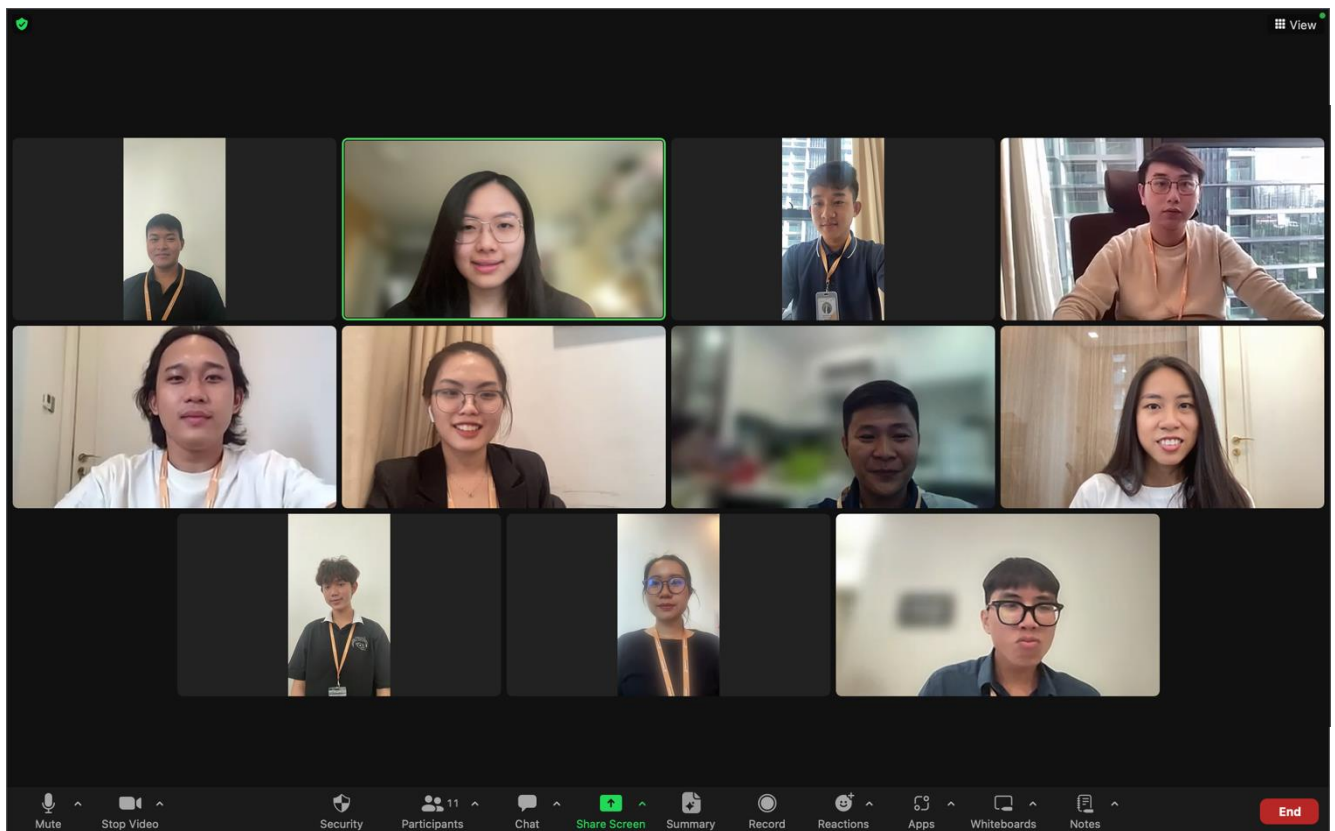 View
11
Mute Stop Video Security Participants Chat Share Screen Summary Record Reactions Apps Whiteboards Notes End